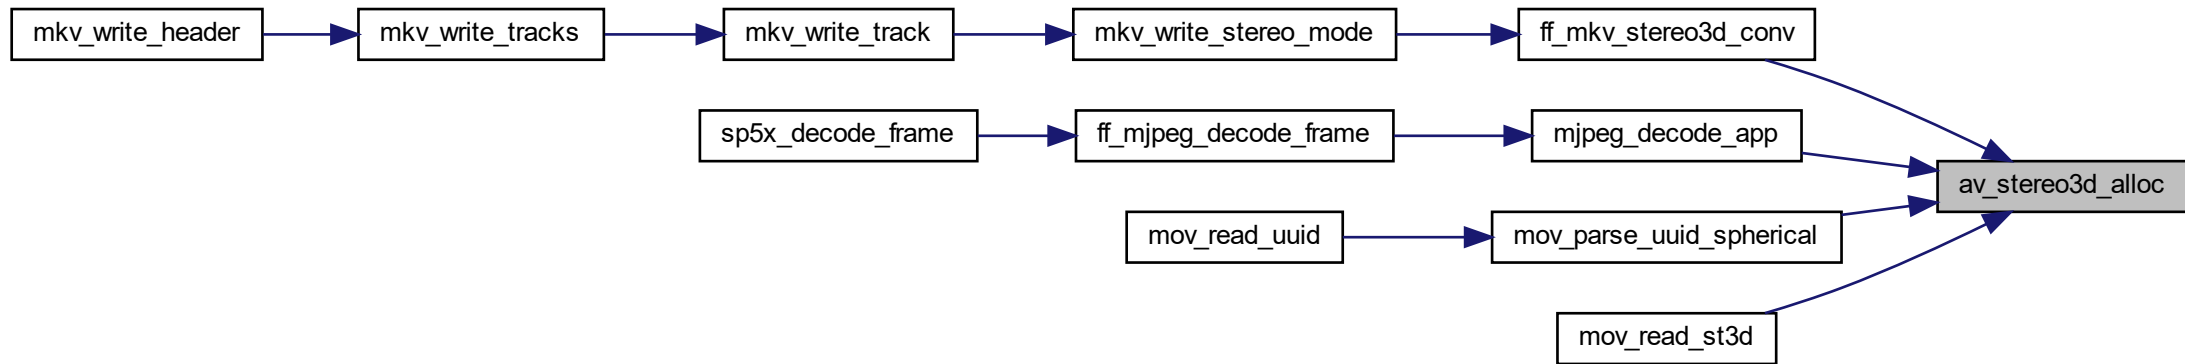 mkv_write_header
mkv_write_tracks
mkv_write_track
mkv_write_stereo_mode
ff_mkv_stereo3d_conv
sp5x_decode_frame
ff_mjpeg_decode_frame
mjpeg_decode_app
av_stereo3d_alloc
mov_read_uuid
mov_parse_uuid_spherical
mov_read_st3d